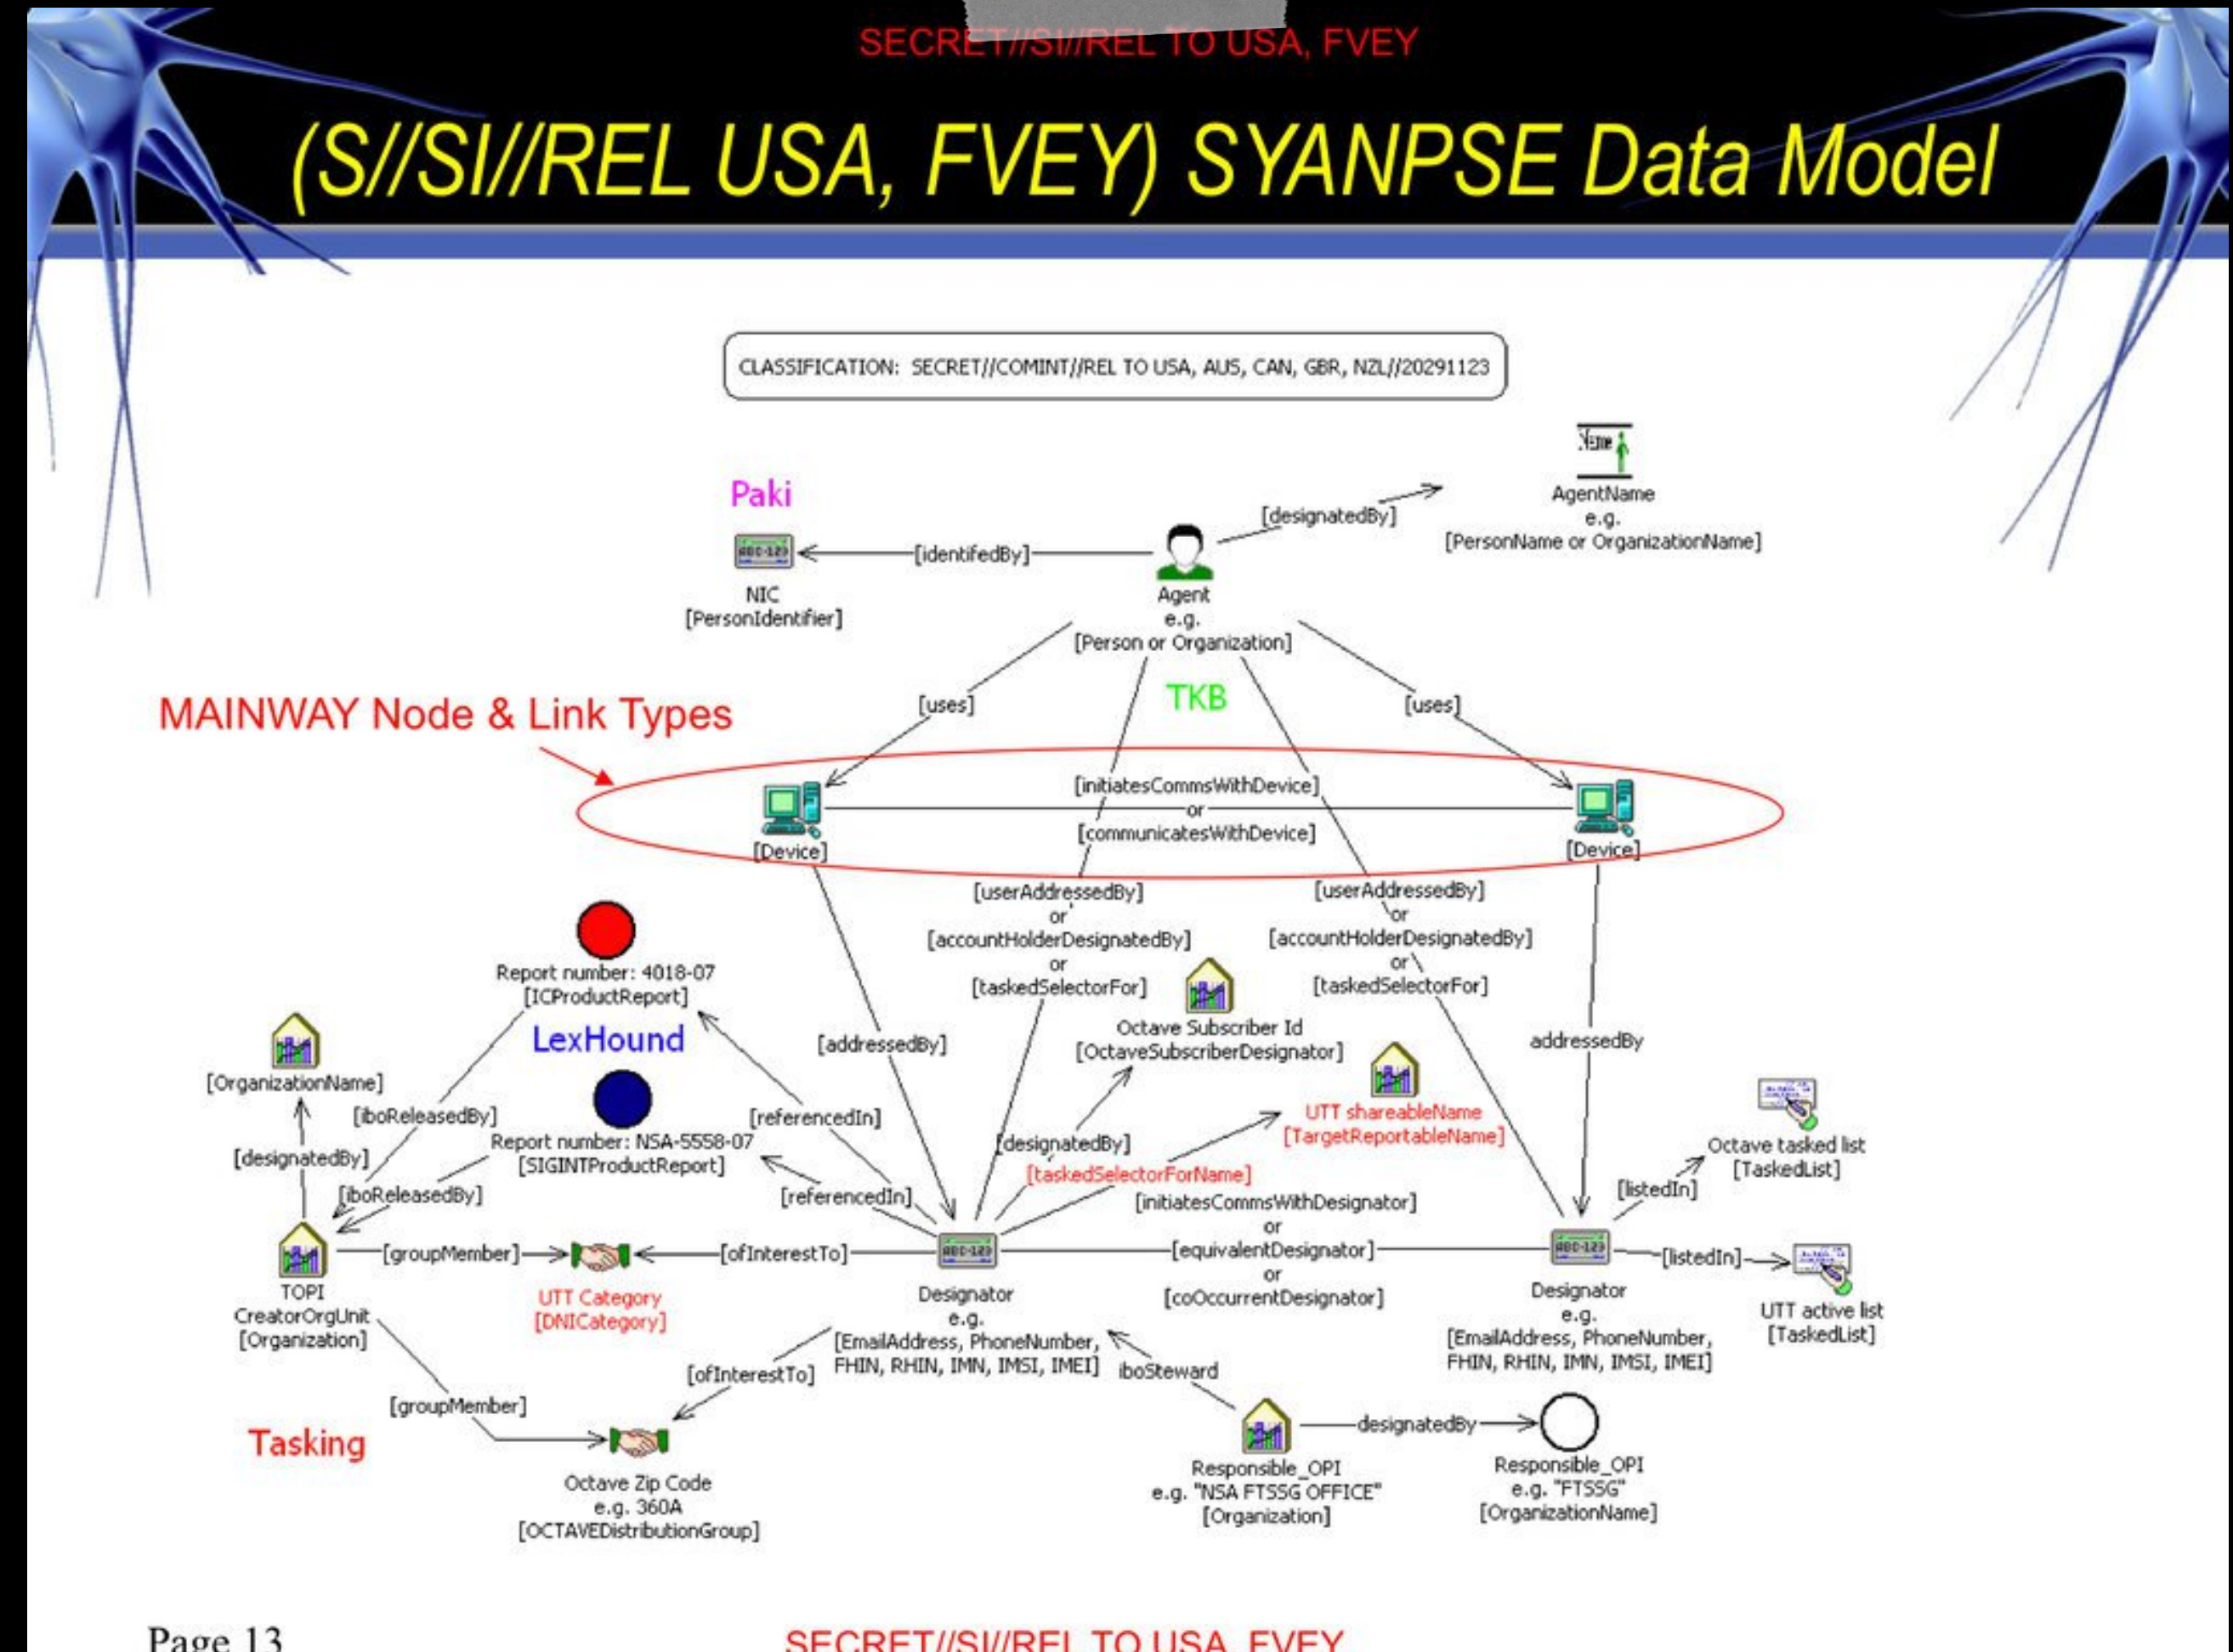 SECRET//SI//REL TO USA, FVEY
(S//SI//REL USA, FVEY) SYANPSE Data Model
CLASSIFICATION: SECRET//COMINT//REL TO USA, AUS, CAN, GBR, NZL//20291123
Name
AgentName
e.g.
[PersonName or OrganizationName]
[designatedBy]
Paki
ABC-123
NIC
[PersonIdentifier]
[identifedBy]
Agent
e.g.
[Person or Organization]
TKB
[uses]
[uses]
MAINWAY Node & Link Types
[initiatesCommsWithDevice]
or
[communicatesWithDevice]
[Device]
[Device]
[userAddressedBy]
or
[accountHolderDesignatedBy]
or
[taskedSelectorFor]
[userAddressedBy]
or
[accountHolderDesignatedBy]
or
[taskedSelectorFor]
Report number: 4018-07
[ICProductReport]
LexHound
Report number: NSA-5558-07
[SIGINTProductReport]
[OrganizationName]
[designatedBy]
[iboReleasedBy]
[iboReleasedBy]
[referencedIn]
[referencedIn]
[addressedBy]
addressedBy
Octave Subscriber Id
[OctaveSubscriberDesignator]
UTT shareableName
[TargetReportableName]
[designatedBy]
[taskedSelectorForName]
[initiatesCommsWithDesignator]
or
[equivalentDesignator]
or
[coOccurrentDesignator]
Octave tasked list
[TaskedList]
[listedIn]
[listedIn]
UTT active list
[TaskedList]
TOPI
CreatorOrgUnit
[Organization]
[groupMember]
[ofInterestTo]
UTT Category
[DNICategory]
ABC-123
Designator
e.g.
[EmailAddress, PhoneNumber,
FHIN, RHIN, IMN, IMSI, IMEI]
ABC-123
Designator
e.g.
[EmailAddress, PhoneNumber,
FHIN, RHIN, IMN, IMSI, IMEI]
[ofInterestTo]
iboSteward
[groupMember]
Tasking
Octave Zip Code
e.g. 360A
[OCTAVEDistributionGroup]
designatedBy
Responsible_OPI
e.g. "NSA FTSSG OFFICE"
[Organization]
Responsible_OPI
e.g. "FTSSG"
[OrganizationName]
Page 13
SECRET//SI//REL TO USA, FVEY